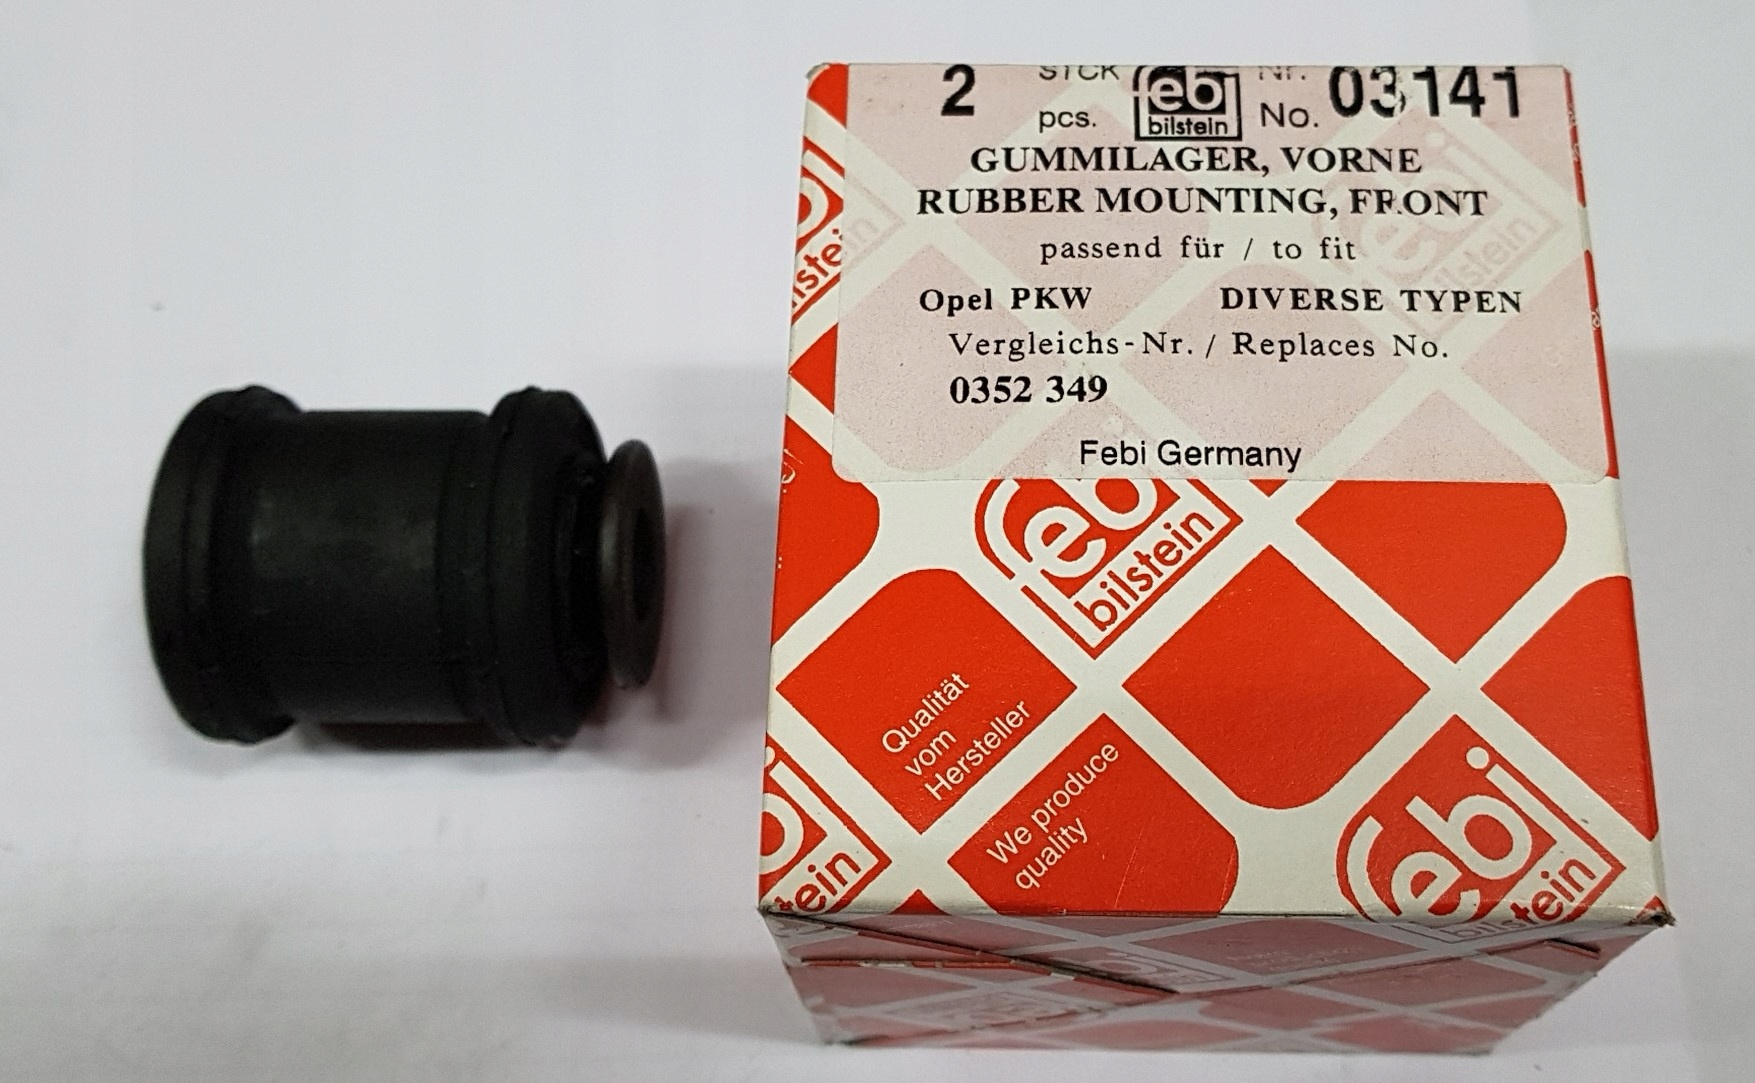 2 STCK febi Nr. 03141
pcs. bilstein No.
GUMMILAGER, VORNE
RUBBER MOUNTING, FRONT
passend für / to fit
Opel PKW DIVERSE TYPEN
Vergleichs-Nr. / Replaces No.
0352 349
Febi Germany
febi
bilstein
Qualität
vom
Hersteller
We produce
quality
febi
bilstein
febi
bilstein